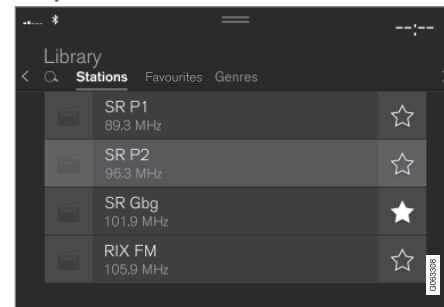 --:--
Library
Stations Favourites Genres
SR P1
89.3 MHz
SR P2
96.3 MHz
SR Gbg
101.9 MHz
RIX FM
105.9 MHz
G063308